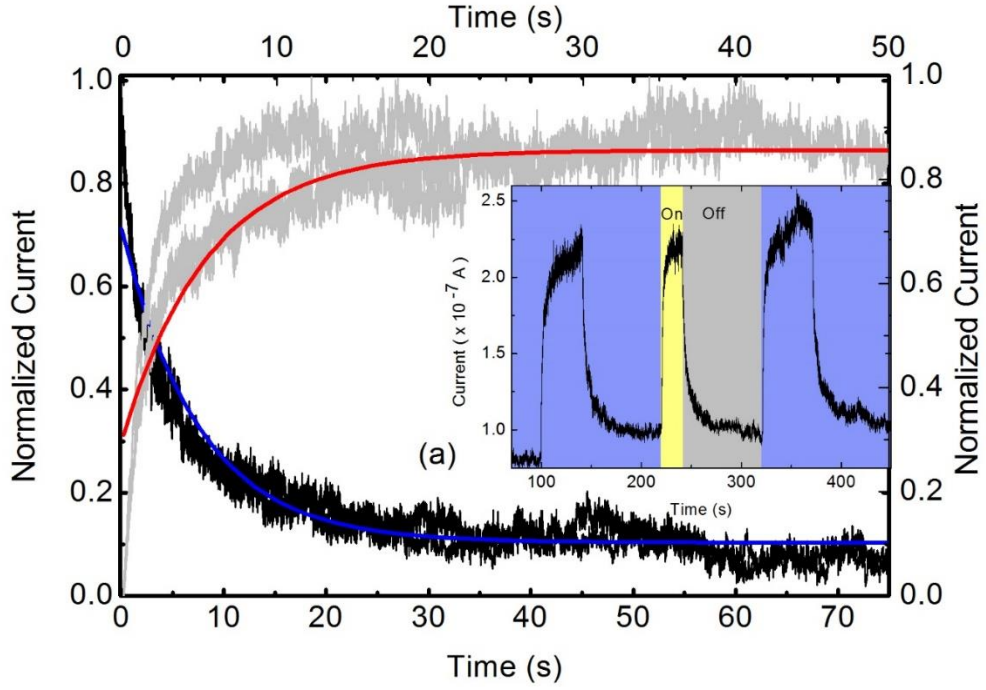 Time (s)
0 10 20 30 40 50
Normalized Current
1.0
0.8
0.6
0.4
0.2
0.0
1.0
0.8
0.6
0.4
0.2
0.0
Normalized Current
(a)
Current ( x 10 -7 A)
2.5
2.0
1.5
1.0
On Off
100 200 300 400
Time (s)
0 10 20 30 40 50 60 70
Time (s)